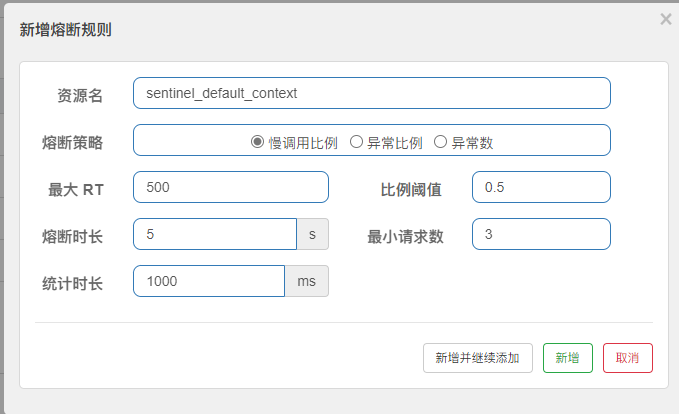 新增熔断规则
×
资源名 sentinel_default_context
熔断策略 慢调用比例 异常比例 异常数
最大 RT 500 比例阈值 0.5
熔断时长 5 s 最小请求数 3
统计时长 1000 ms
新增并继续添加 新增 取消